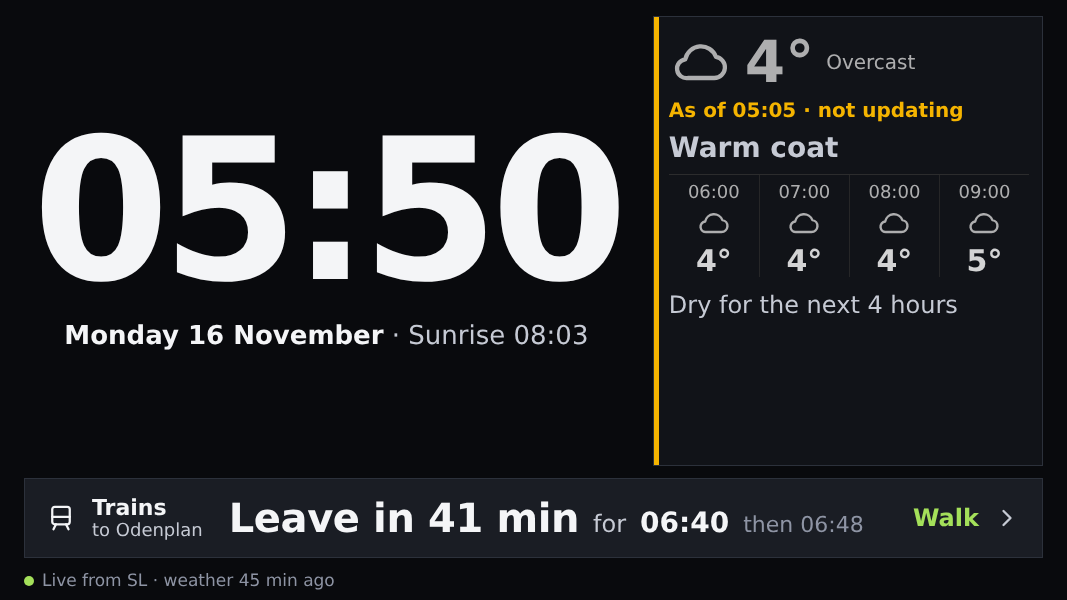 05:50
Monday 16 November · Sunrise 08:03
4° Overcast
As of 05:05 · not updating
Warm coat
06:00 07:00 08:00 09:00
4° 4° 4° 5°
Dry for the next 4 hours
Trains
to Odenplan
Leave in 41 min for 06:40 then 06:48
Walk
Live from SL · weather 45 min ago